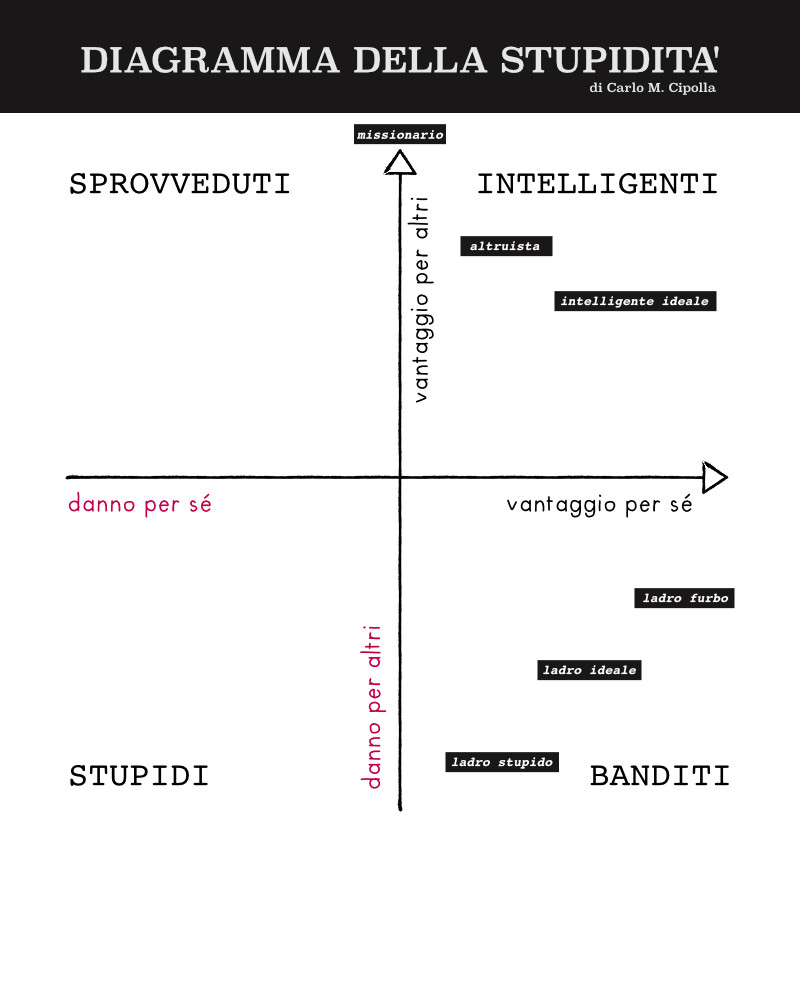 DIAGRAMMA DELLA STUPIDITA'
di Carlo M. Cipolla
missionario
SPROVVEDUTI
INTELLIGENTI
vantaggio per altri
altruista
intelligente ideale
danno per sé
vantaggio per sé
ladro furbo
danno per altri
ladro ideale
ladro stupido
STUPIDI
BANDITI